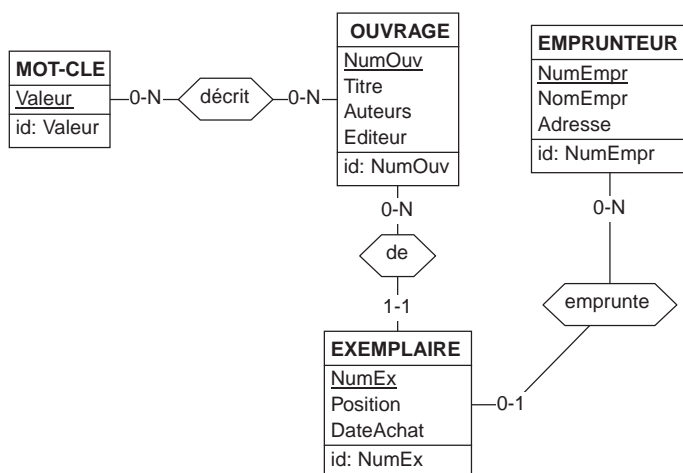 MOT-CLE
Valeur
id: Valeur
0-N
décrit
0-N
OUVRAGE
NumOuv
Titre
Auteurs
Editeur
id: NumOuv
EMPRUNTEUR
NumEmpr
NomEmpr
Adresse
id: NumEmpr
0-N
de
1-1
0-N
emprunte
0-1
EXEMPLAIRE
NumEx
Position
DateAchat
id: NumEx